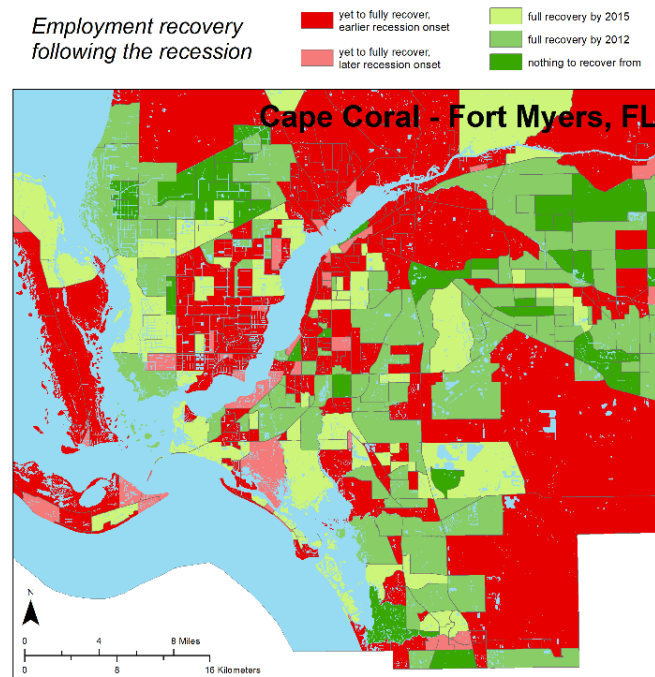 Employment recovery
following the recession
yet to fully recover,
earlier recession onset
yet to fully recover,
later recession onset
full recovery by 2015
full recovery by 2012
nothing to recover from
Cape Coral - Fort Myers, FL
N
0 4 8 Miles
0 8 16 Kilometers